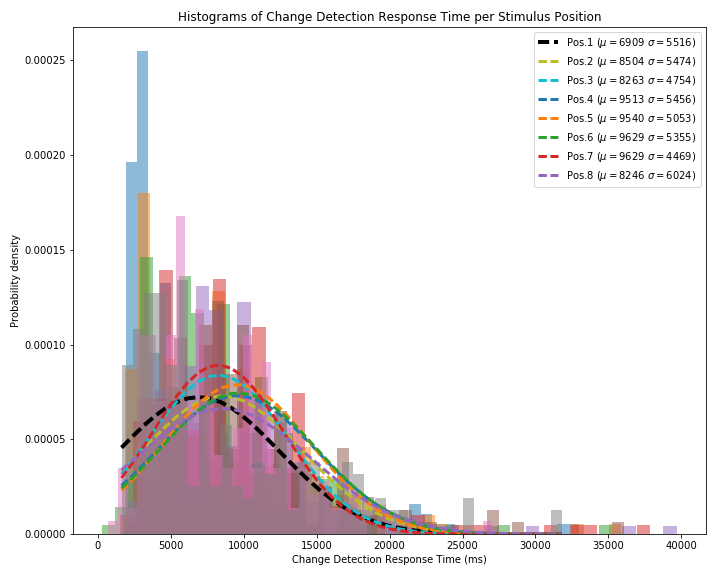 Histograms of Change Detection Response Time per Stimulus Position
Pos.1 (μ = 6909 σ = 5516)
Pos.2 (μ = 8504 σ = 5474)
Pos.3 (μ = 8263 σ = 4754)
Pos.4 (μ = 9513 σ = 5456)
Pos.5 (μ = 9540 σ = 5053)
Pos.6 (μ = 9629 σ = 5355)
Pos.7 (μ = 9629 σ = 4469)
Pos.8 (μ = 8246 σ = 6024)
Probability density
0.00025
0.00020
0.00015
0.00010
0.00005
0.00000
0 5000 10000 15000 20000 25000 30000 35000 40000
Change Detection Response Time (ms)